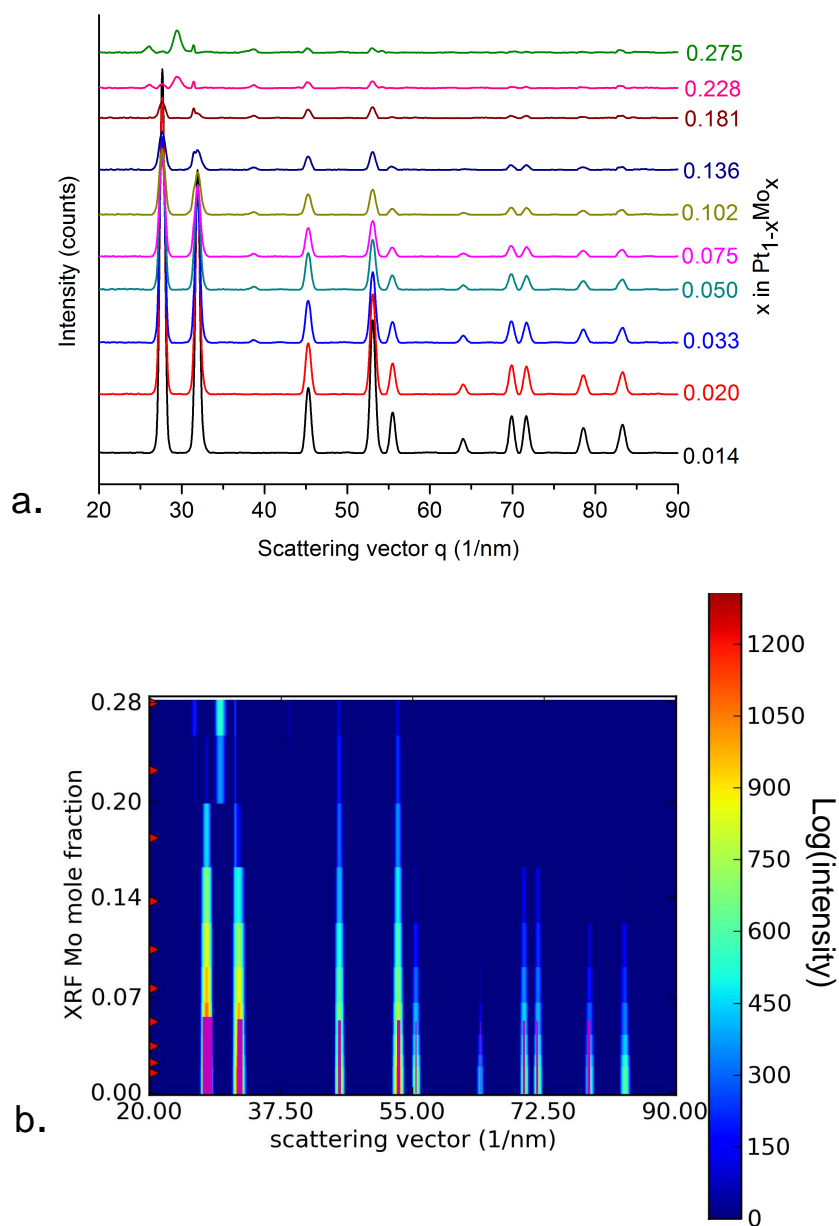 0.275
0.228
0.181
0.136
0.102
0.075
0.050
0.033
0.020
0.014
Intensity (counts)
x in Pt1-xMox
20 30 40 50 60 70 80 90
a.
Scattering vector q (1/nm)
1200
1050
900
750
600
450
300
150
0
Log(intensity)
0.28
0.20
0.14
0.07
0.00
XRF Mo mole fraction
20.00 37.50 55.00 72.50 90.00
b.
scattering vector (1/nm)